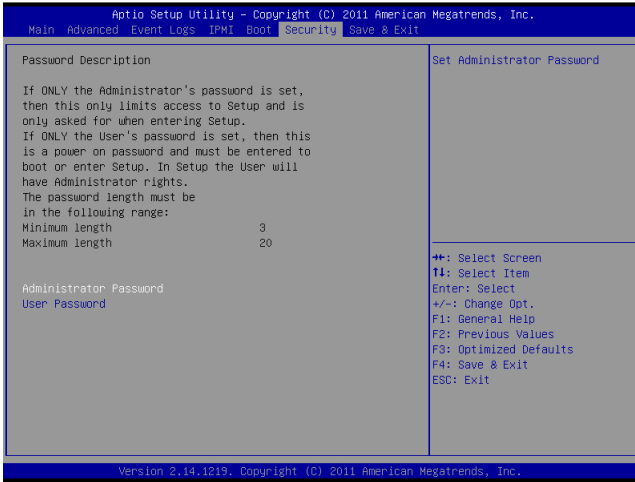 Aptio Setup Utility – Copyright (C) 2011 American Megatrends, Inc.
Main Advanced Event Logs IPMI Boot Security Save & Exit
Password Description
If ONLY the Administrator's password is set,
then this only limits access to Setup and is
only asked for when entering Setup.
If ONLY the User's password is set, then this
is a power on password and must be entered to
boot or enter Setup. In Setup the User will
have Administrator rights.
The password length must be
in the following range:
Minimum length 3
Maximum length 20
Administrator Password
User Password
Set Administrator Password
→←: Select Screen
↑↓: Select Item
Enter: Select
+/-: Change Opt.
F1: General Help
F2: Previous Values
F3: Optimized Defaults
F4: Save & Exit
ESC: Exit
Version 2.14.1219. Copyright (C) 2011 American Megatrends, Inc.